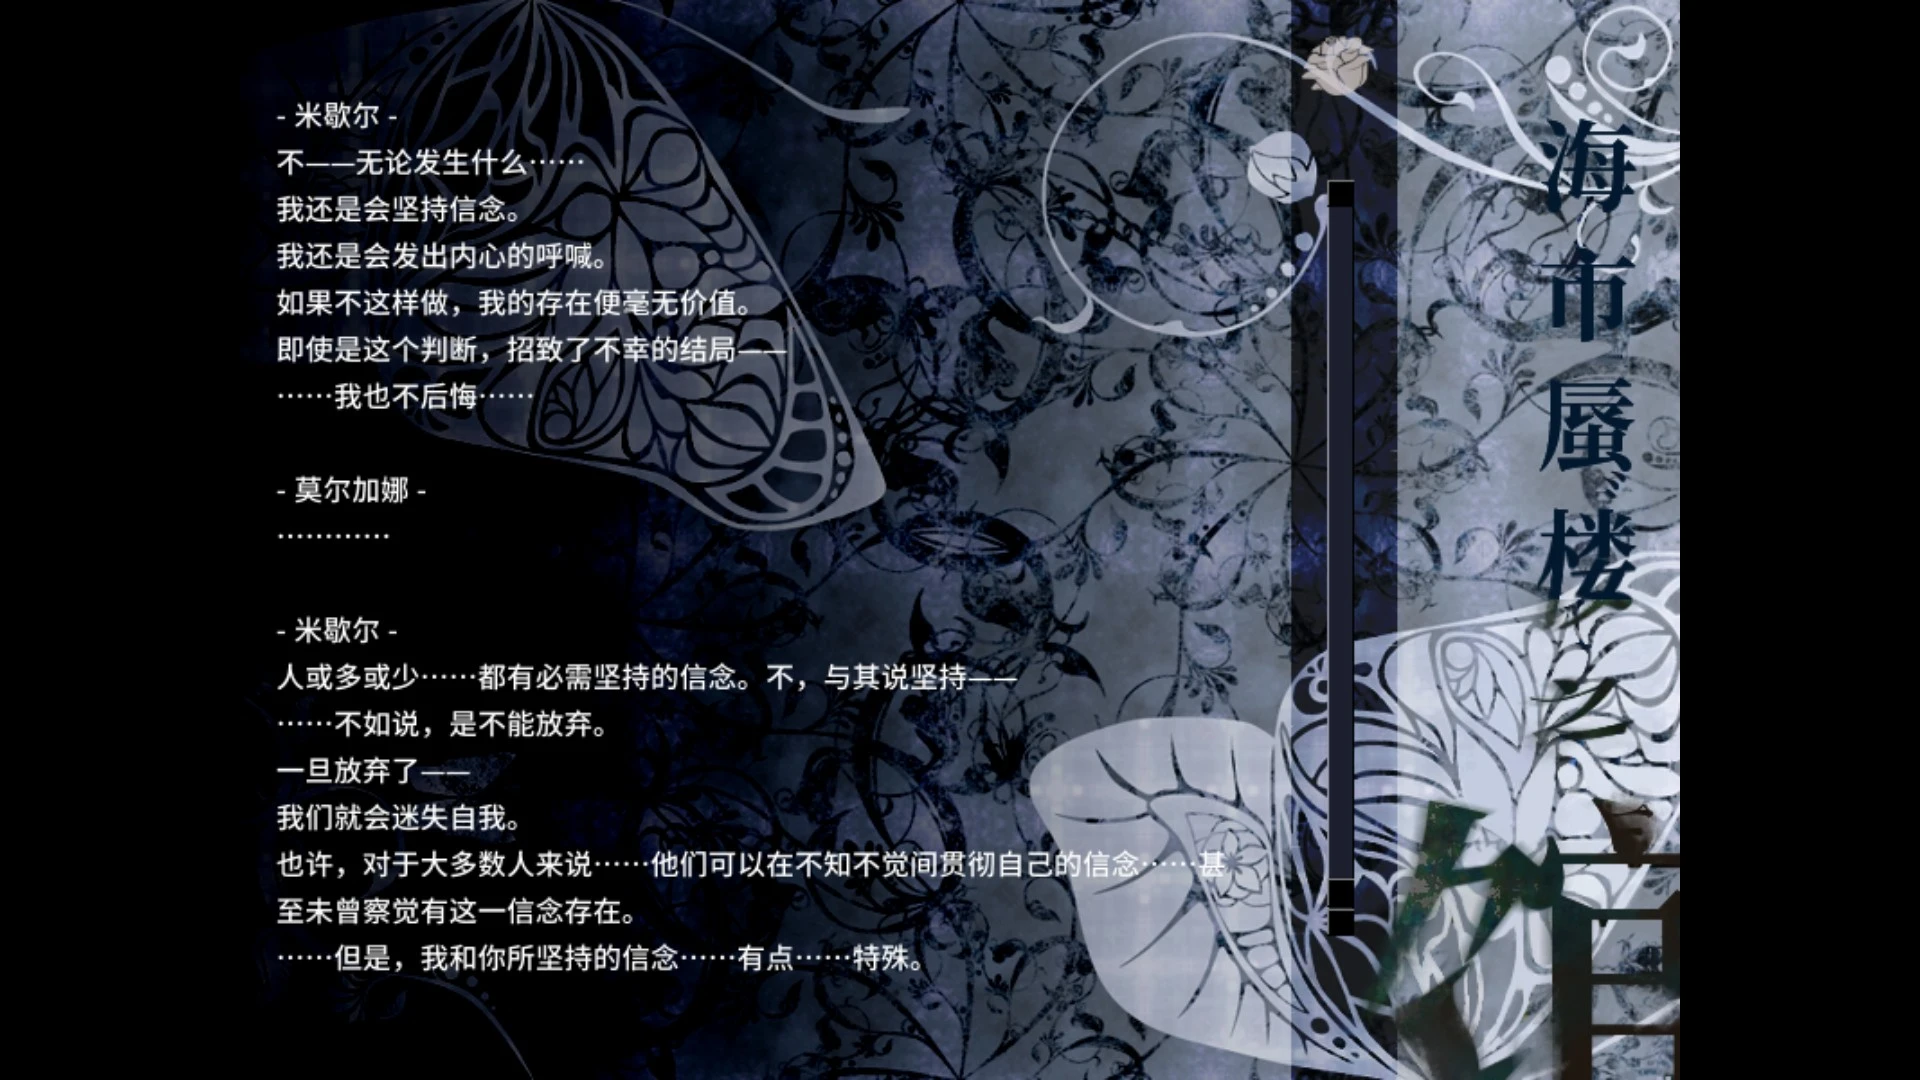 - 米歇尔 -
不——无论发生什么……
我还是会坚持信念。
我还是会发出内心的呼喊。
如果不这样做，我的存在便毫无价值。
即使是这个判断，招致了不幸的结局——
……我也不后悔……
- 莫尔加娜 -
…………
- 米歇尔 -
人或多或少……都有必需坚持的信念。不，与其说坚持——
……不如说，是不能放弃。
一旦放弃了——
我们就会迷失自我。
也许，对于大多数人来说……他们可以在不知不觉间贯彻自己的信念……甚
至未曾察觉有这一信念存在。
……但是，我和你所坚持的信念……有点……特殊。
海市蜃楼之馆